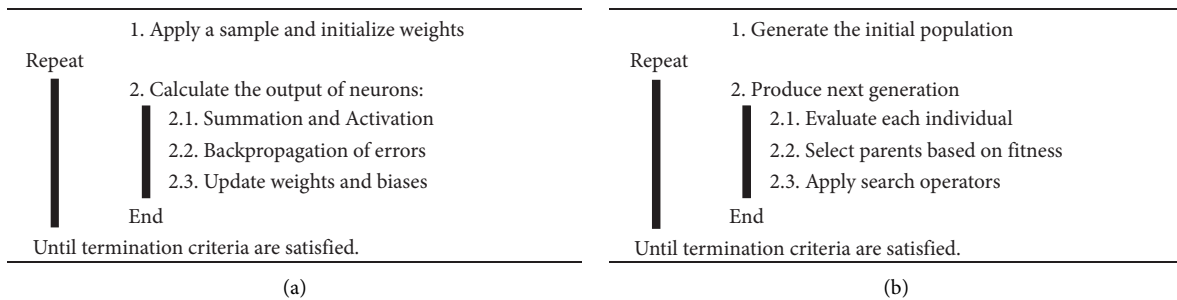 1. Apply a sample and initialize weights
Repeat
2. Calculate the output of neurons:
2.1. Summation and Activation
2.2. Backpropagation of errors
2.3. Update weights and biases
End
Until termination criteria are satisfied.
(a)
1. Generate the initial population
Repeat
2. Produce next generation
2.1. Evaluate each individual
2.2. Select parents based on fitness
2.3. Apply search operators
End
Until termination criteria are satisfied.
(b)